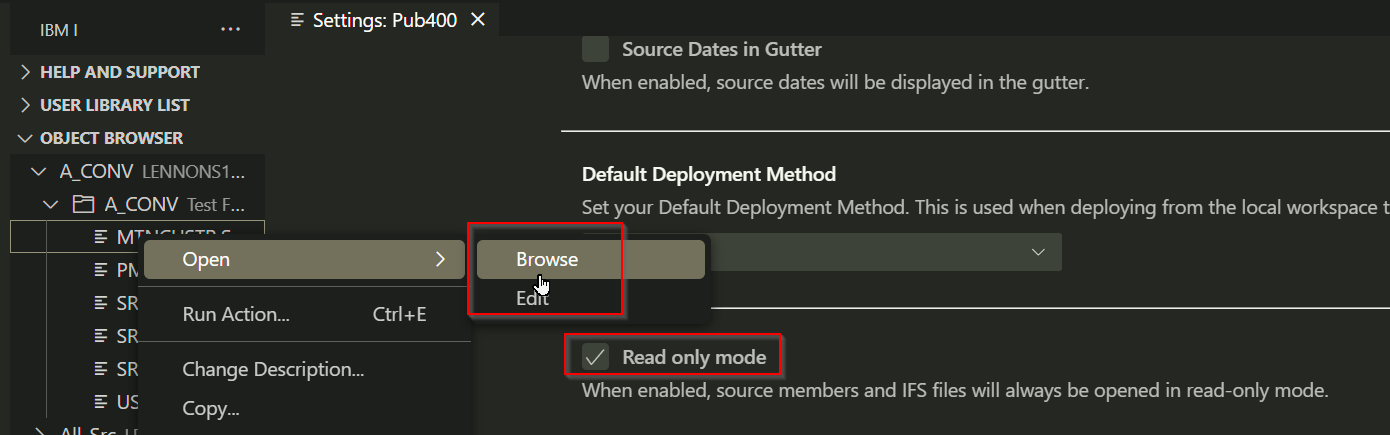 IBM I
···
Settings: Pub400
HELP AND SUPPORT
USER LIBRARY LIST
OBJECT BROWSER
A_CONV LENNONS1...
A_CONV Test F...
PM
SR
SR
SR
US
Open
Run Action... Ctrl+E
Change Description...
Copy...
Browse
Edit
Source Dates in Gutter
When enabled, source dates will be displayed in the gutter.
Default Deployment Method
Set your Default Deployment Method. This is used when deploying from the local workspace t
Read only mode
When enabled, source members and IFS files will always be opened in read-only mode.